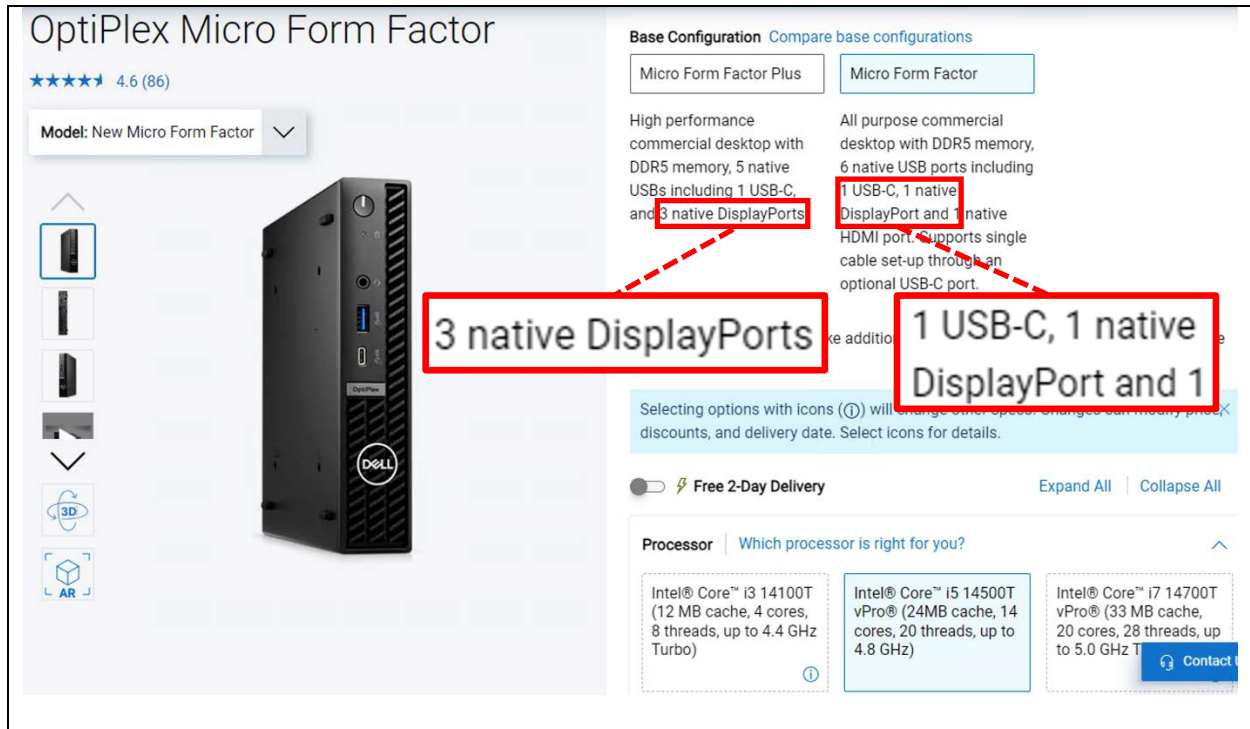 OptiPlex Micro Form Factor
4.6 (86)
Model: New Micro Form Factor
OptiPlex
DELL
3D
AR
Base Configuration Compare base configurations
Micro Form Factor Plus
Micro Form Factor
High performance
commercial desktop with
DDR5 memory, 5 native
USBs including 1 USB-C,
and 3 native DisplayPorts
All purpose commercial
desktop with DDR5 memory,
6 native USB ports including
1 USB-C, 1 native
DisplayPort and 1 native
HDMI port. Supports single
cable set-up through an
optional USB-C port.
3 native DisplayPorts
1 USB-C, 1 native
DisplayPort and 1
Selecting options with icons (i) will change other specs. Changes can modify price,
discounts, and delivery date. Select icons for details.
Free 2-Day Delivery
Expand All
Collapse All
Processor
Which processor is right for you?
Intel® Core™ i3 14100T
(12 MB cache, 4 cores,
8 threads, up to 4.4 GHz
Turbo)
Intel® Core™ i5 14500T
vPro® (24MB cache, 14
cores, 20 threads, up to
4.8 GHz)
Intel® Core™ i7 14700T
vPro® (33 MB cache,
20 cores, 28 threads, up
to 5.0 GHz T
Contact U